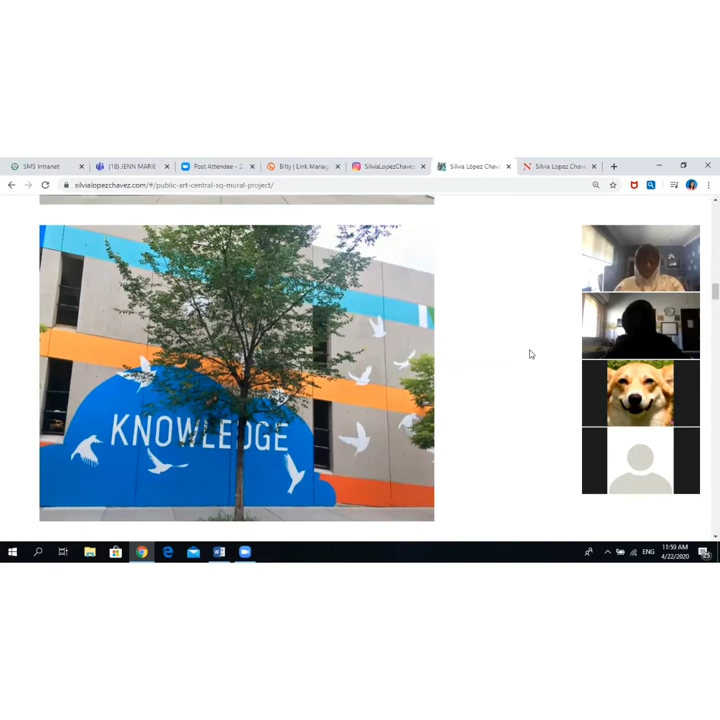 SMS Intranet
(18) JENN MARIE -
Post Attendee - Z
Bitly | Link Manag
SilviaLopezChavez
Silvia López Chav
Silvia Lopez Chave
silvialopezchavez.com/#/public-art-central-sq-mural-project/
KNOWLEDGE
ENG
11:59 AM
4/22/2020